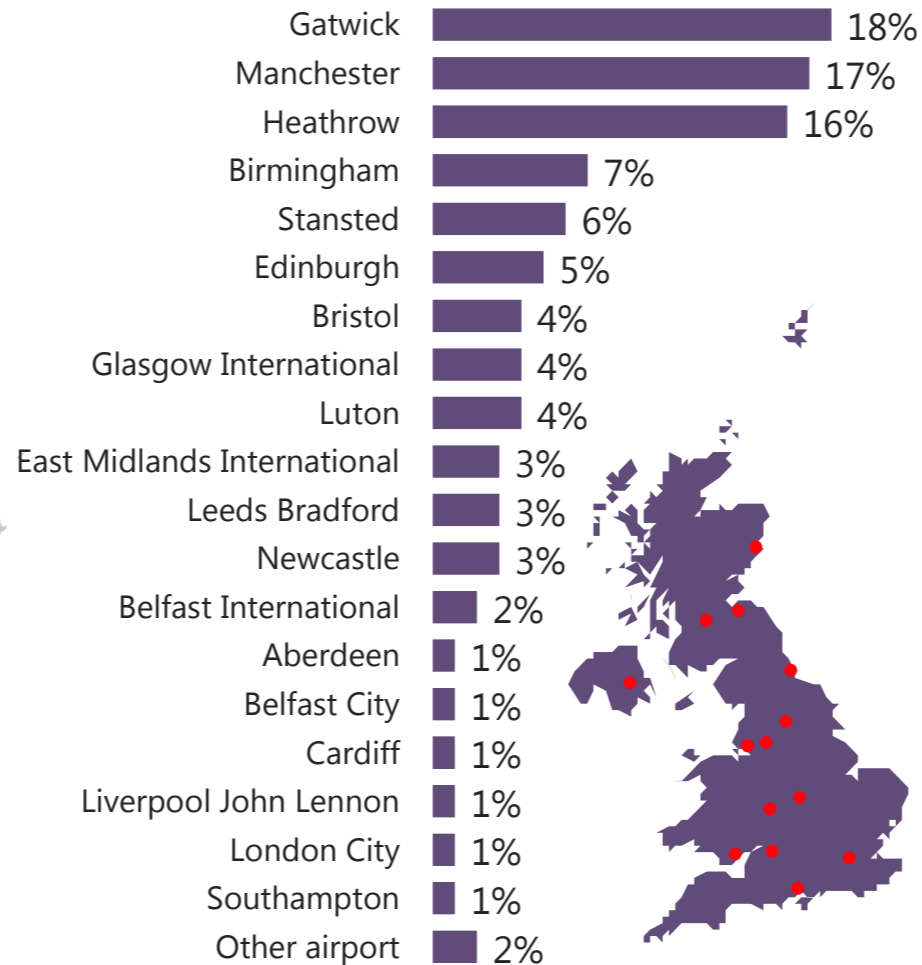 Gatwick 18%
Manchester 17%
Heathrow 16%
Birmingham 7%
Stansted 6%
Edinburgh 5%
Bristol 4%
Glasgow International 4%
Luton 4%
East Midlands International 3%
Leeds Bradford 3%
Newcastle 3%
Belfast International 2%
Aberdeen 1%
Belfast City 1%
Cardiff 1%
Liverpool John Lennon 1%
London City 1%
Southampton 1%
Other airport 2%